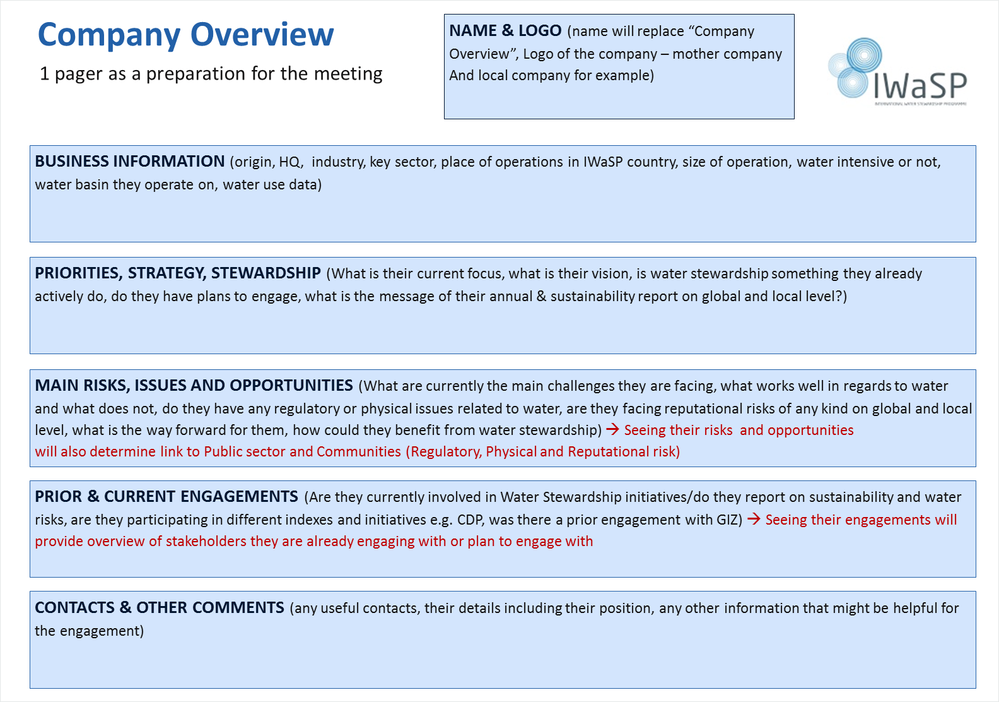 Company Overview
1 pager as a preparation for the meeting
NAME & LOGO (name will replace “Company
Overview”, Logo of the company – mother company
And local company for example)
IWaSP
INTERNATIONAL WATER STEWARDSHIP PROGRAMME
BUSINESS INFORMATION (origin, HQ,  industry, key sector, place of operations in IWaSP country, size of operation, water intensive or not,
water basin they operate on, water use data)
PRIORITIES, STRATEGY, STEWARDSHIP (What is their current focus, what is their vision, is water stewardship something they already
actively do, do they have plans to engage, what is the message of their annual & sustainability report on global and local level?)
MAIN RISKS, ISSUES AND OPPORTUNITIES (What are currently the main challenges they are facing, what works well in regards to water
and what does not, do they have any regulatory or physical issues related to water, are they facing reputational risks of any kind on global and local
level, what is the way forward for them, how could they benefit from water stewardship) → Seeing their risks  and opportunities
will also determine link to Public sector and Communities (Regulatory, Physical and Reputational risk)
PRIOR & CURRENT ENGAGEMENTS (Are they currently involved in Water Stewardship initiatives/do they report on sustainability and water
risks, are they participating in different indexes and initiatives e.g. CDP, was there a prior engagement with GIZ) → Seeing their engagements will
provide overview of stakeholders they are already engaging with or plan to engage with
CONTACTS & OTHER COMMENTS (any useful contacts, their details including their position, any other information that might be helpful for
the engagement)